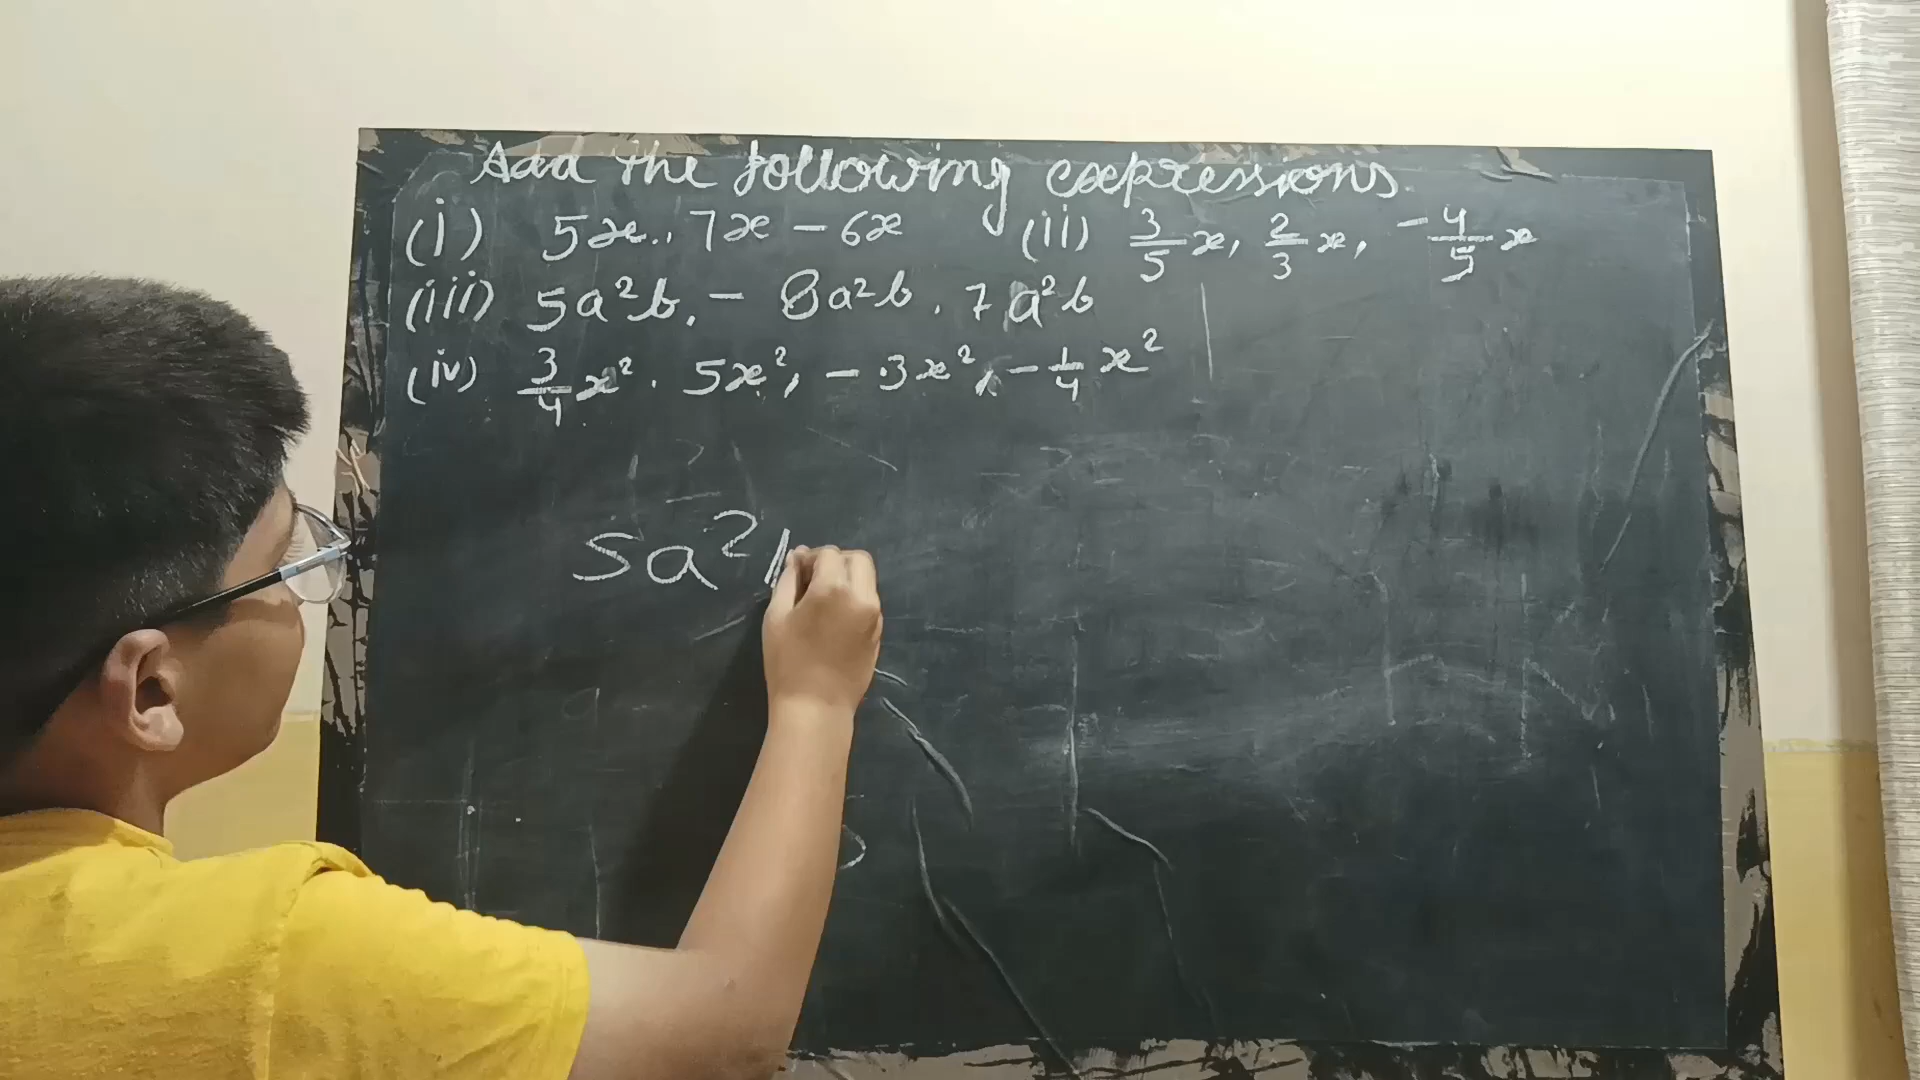 Add the following expressions
(i) 5x, 7x - 6x (ii) 3/5 x, 2/3 x, -4/5 x
(iii) 5a²b, - 8a²b, 7a²b
(iv) 3/4 x², 5x², - 3x², - 1/4 x²
5a²